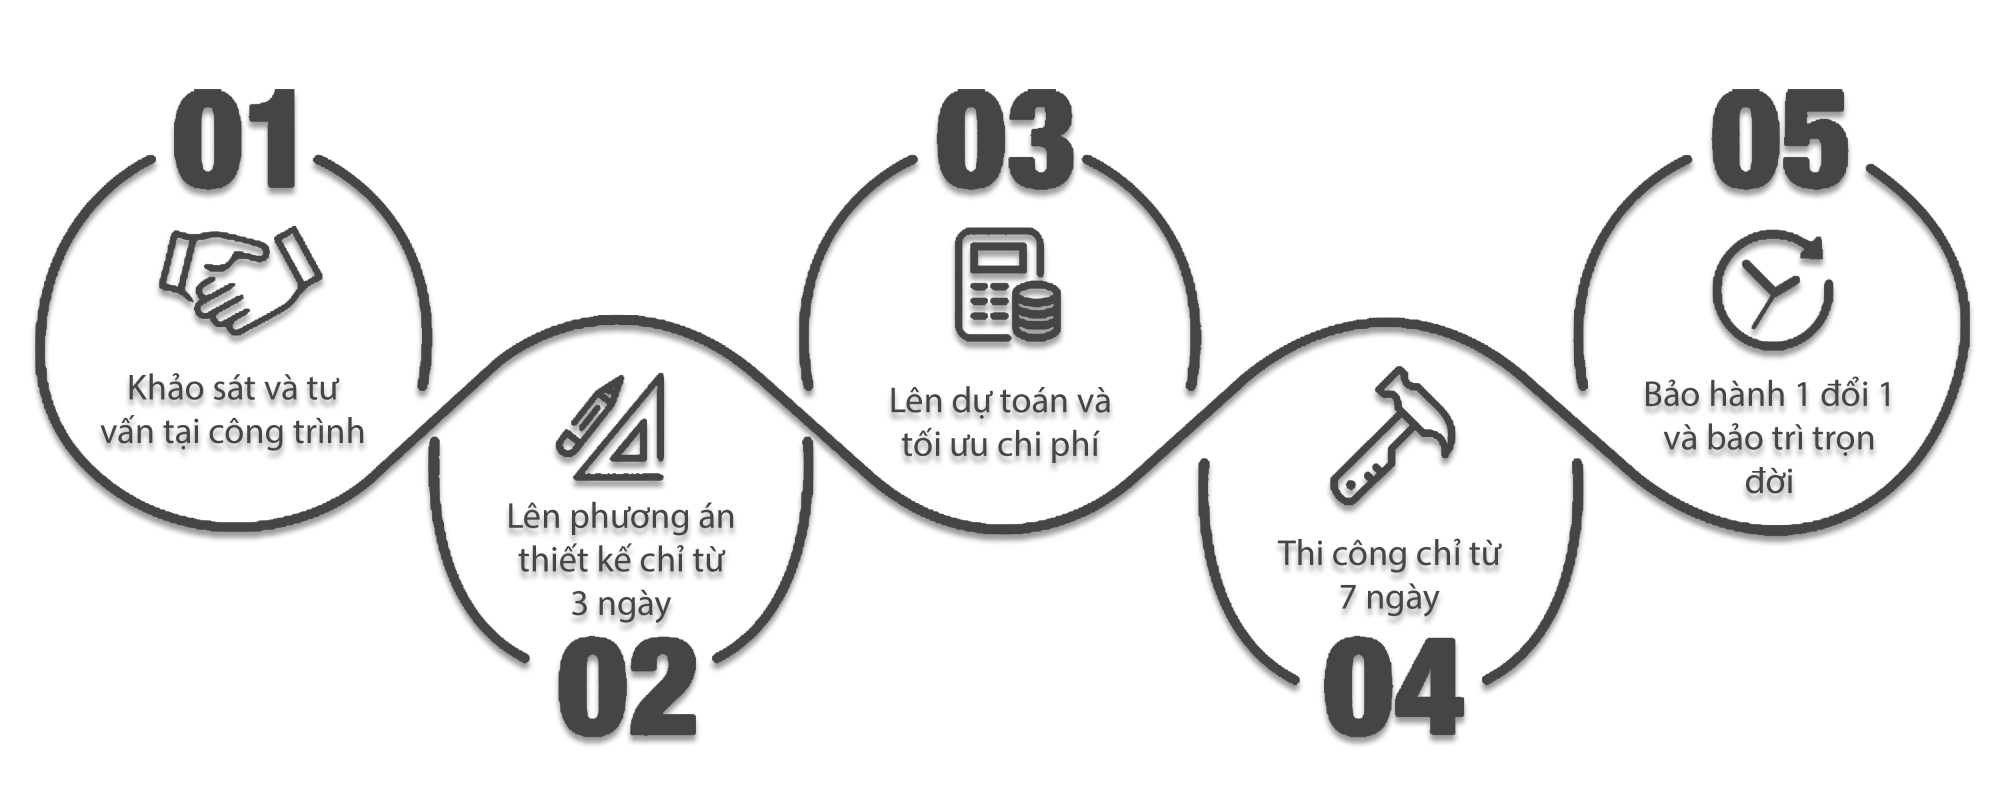 01
Khảo sát và tư
vấn tại công trình
Lên phương án
thiết kế chỉ từ
3 ngày
02
03
Lên dự toán và
tối ưu chi phí
Thi công chỉ từ
7 ngày
04
05
Bảo hành 1 đổi 1
và bảo trì trọn
đời